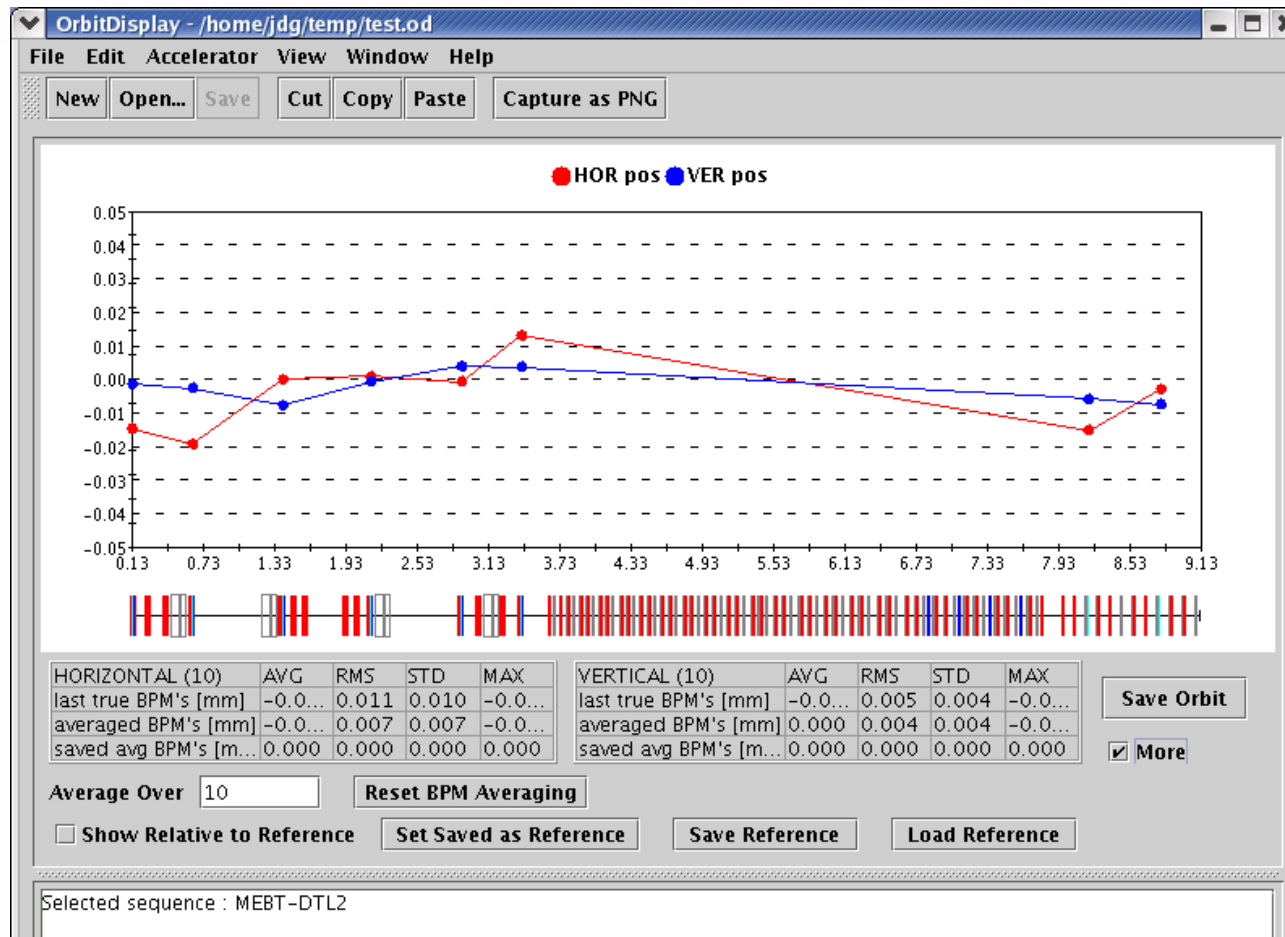 OrbitDisplay - /home/jdg/temp/test.od
File Edit Accelerator View Window Help
New Open... Save Cut Copy Paste Capture as PNG
HOR pos VER pos
0.05
0.04
0.03
0.02
0.01
0.00
-0.01
-0.02
-0.03
-0.04
-0.05
0.13 0.73 1.33 1.93 2.53 3.13 3.73 4.33 4.93 5.53 6.13 6.73 7.33 7.93 8.53 9.13
HORIZONTAL (10) AVG RMS STD MAX VERTICAL (10) AVG RMS STD MAX
last true BPM's [mm] -0.0... 0.011 0.010 -0.0... last true BPM's [mm] -0.0... 0.005 0.004 -0.0... Save Orbit
averaged BPM's [mm] -0.0... 0.007 0.007 -0.0... averaged BPM's [mm] 0.000 0.004 0.004 -0.0...
saved avg BPM's [m... 0.000 0.000 0.000 0.000 saved avg BPM's [m... 0.000 0.000 0.000 0.000 More
Average Over 10 Reset BPM Averaging
Show Relative to Reference Set Saved as Reference Save Reference Load Reference
Selected sequence : MEBT-DTL2